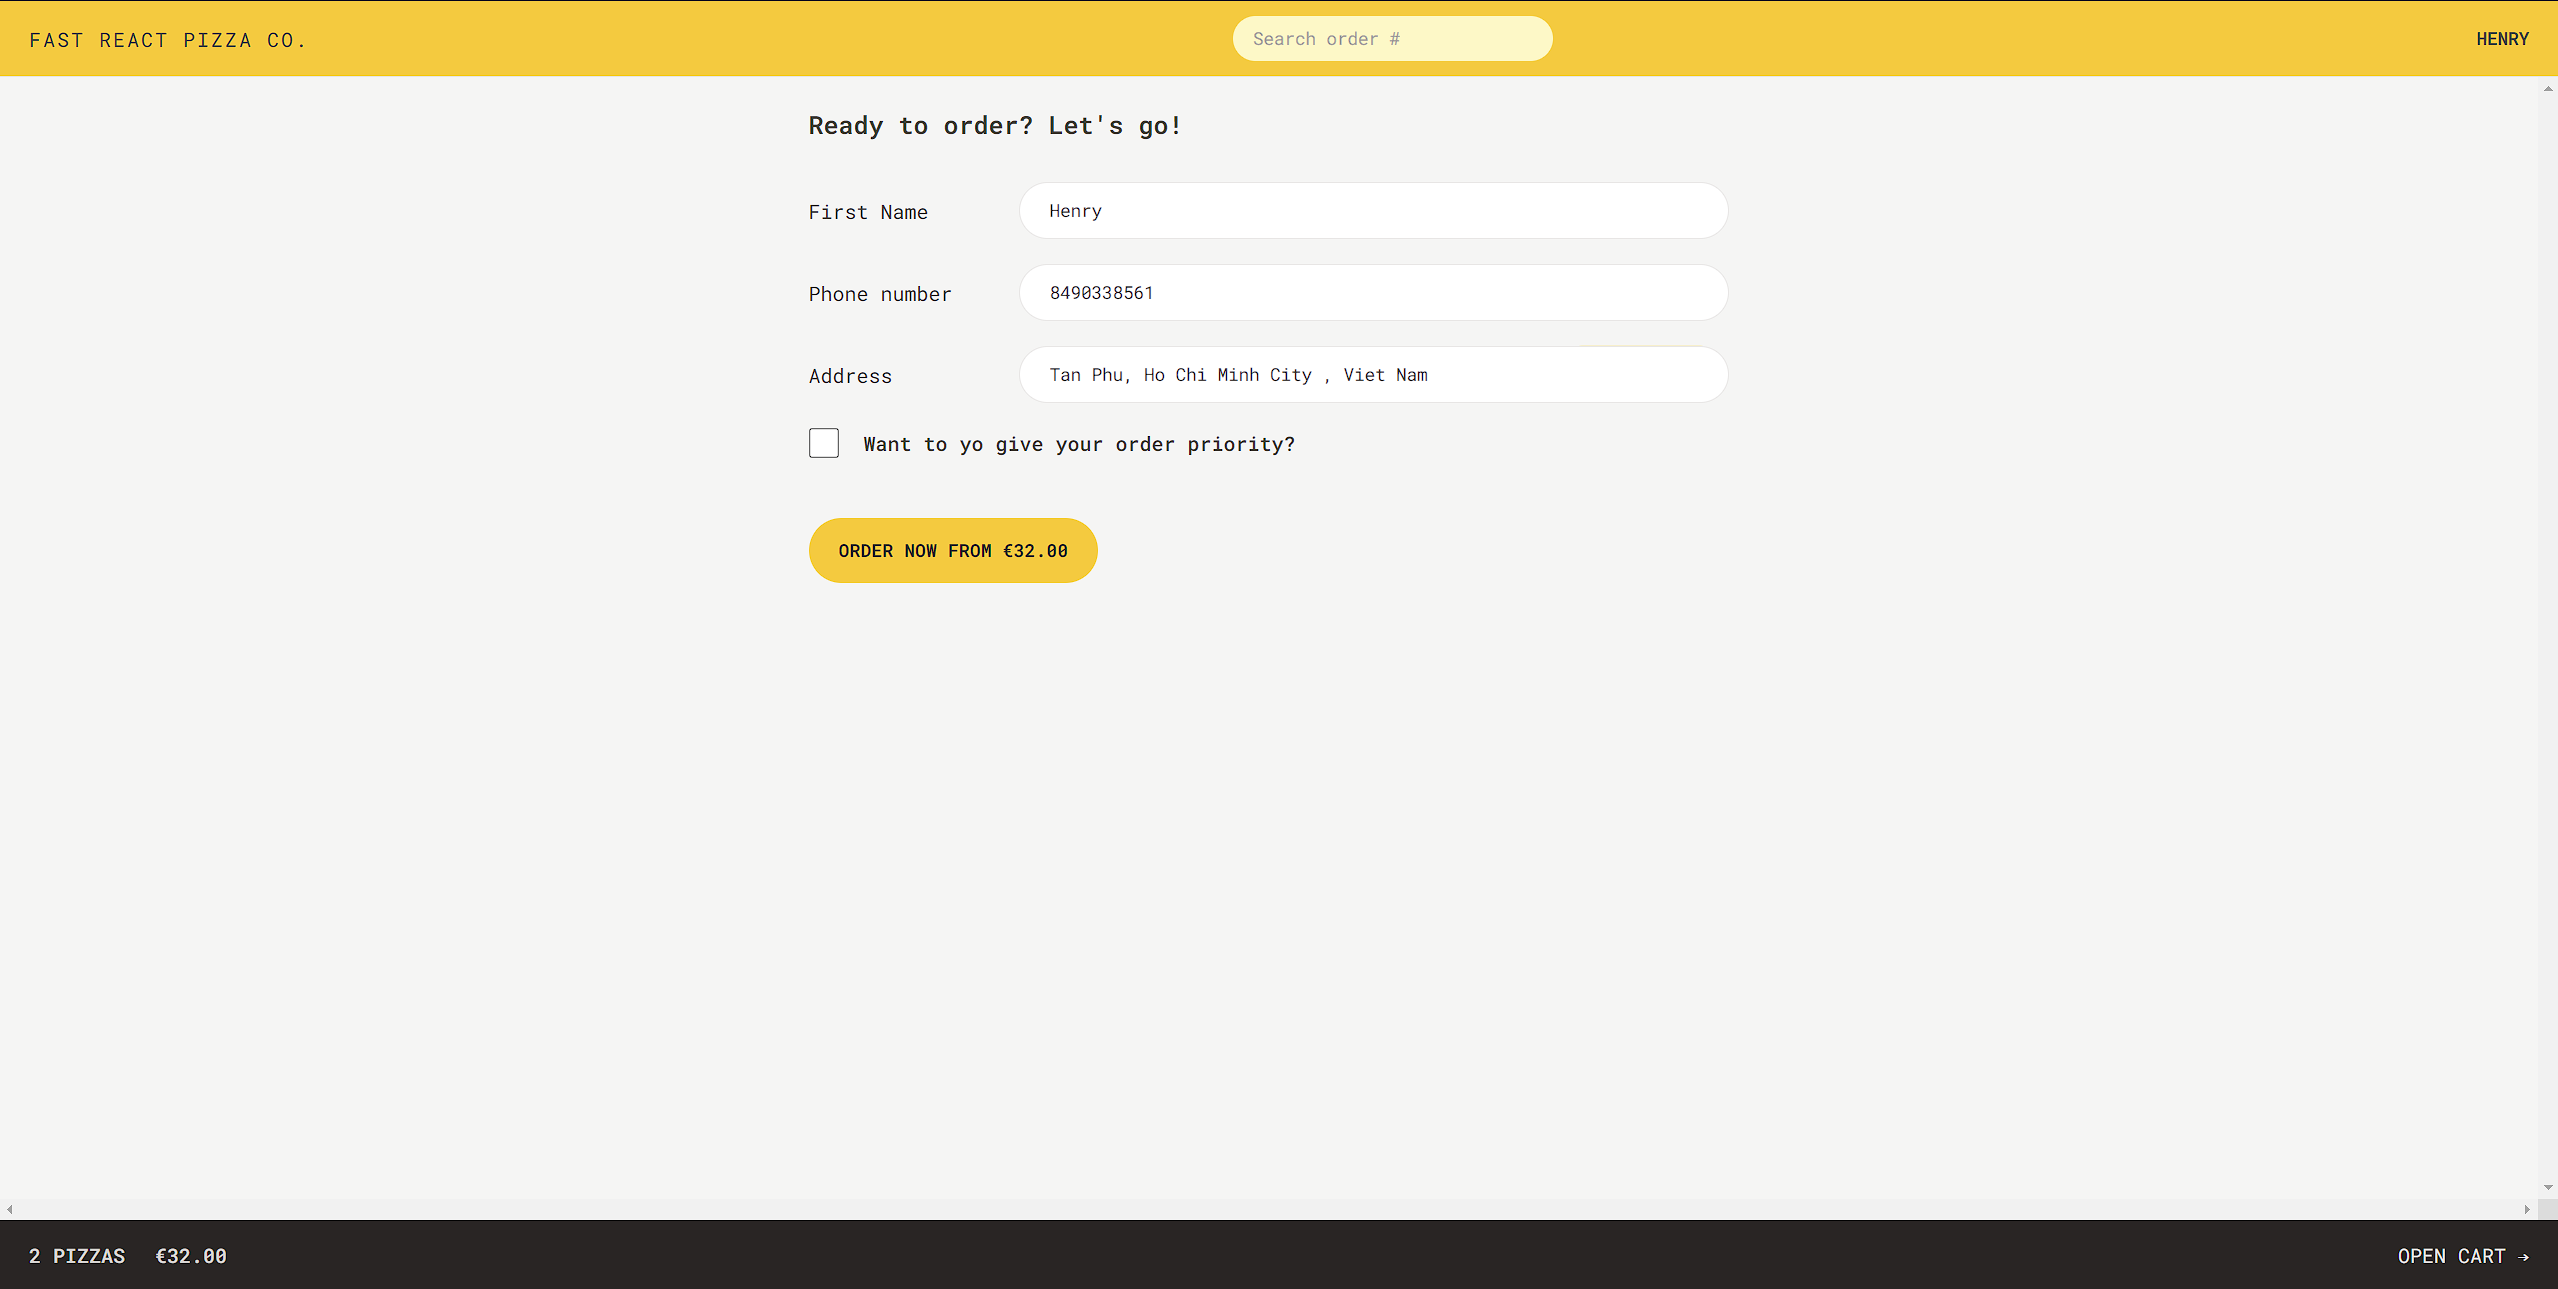 FAST REACT PIZZA CO.
Search order #
HENRY
Ready to order? Let's go!
First Name
Henry
Phone number
8490338561
Address
Tan Phu, Ho Chi Minh City , Viet Nam
Want to yo give your order priority?
ORDER NOW FROM €32.00
2 PIZZAS €32.00
OPEN CART →